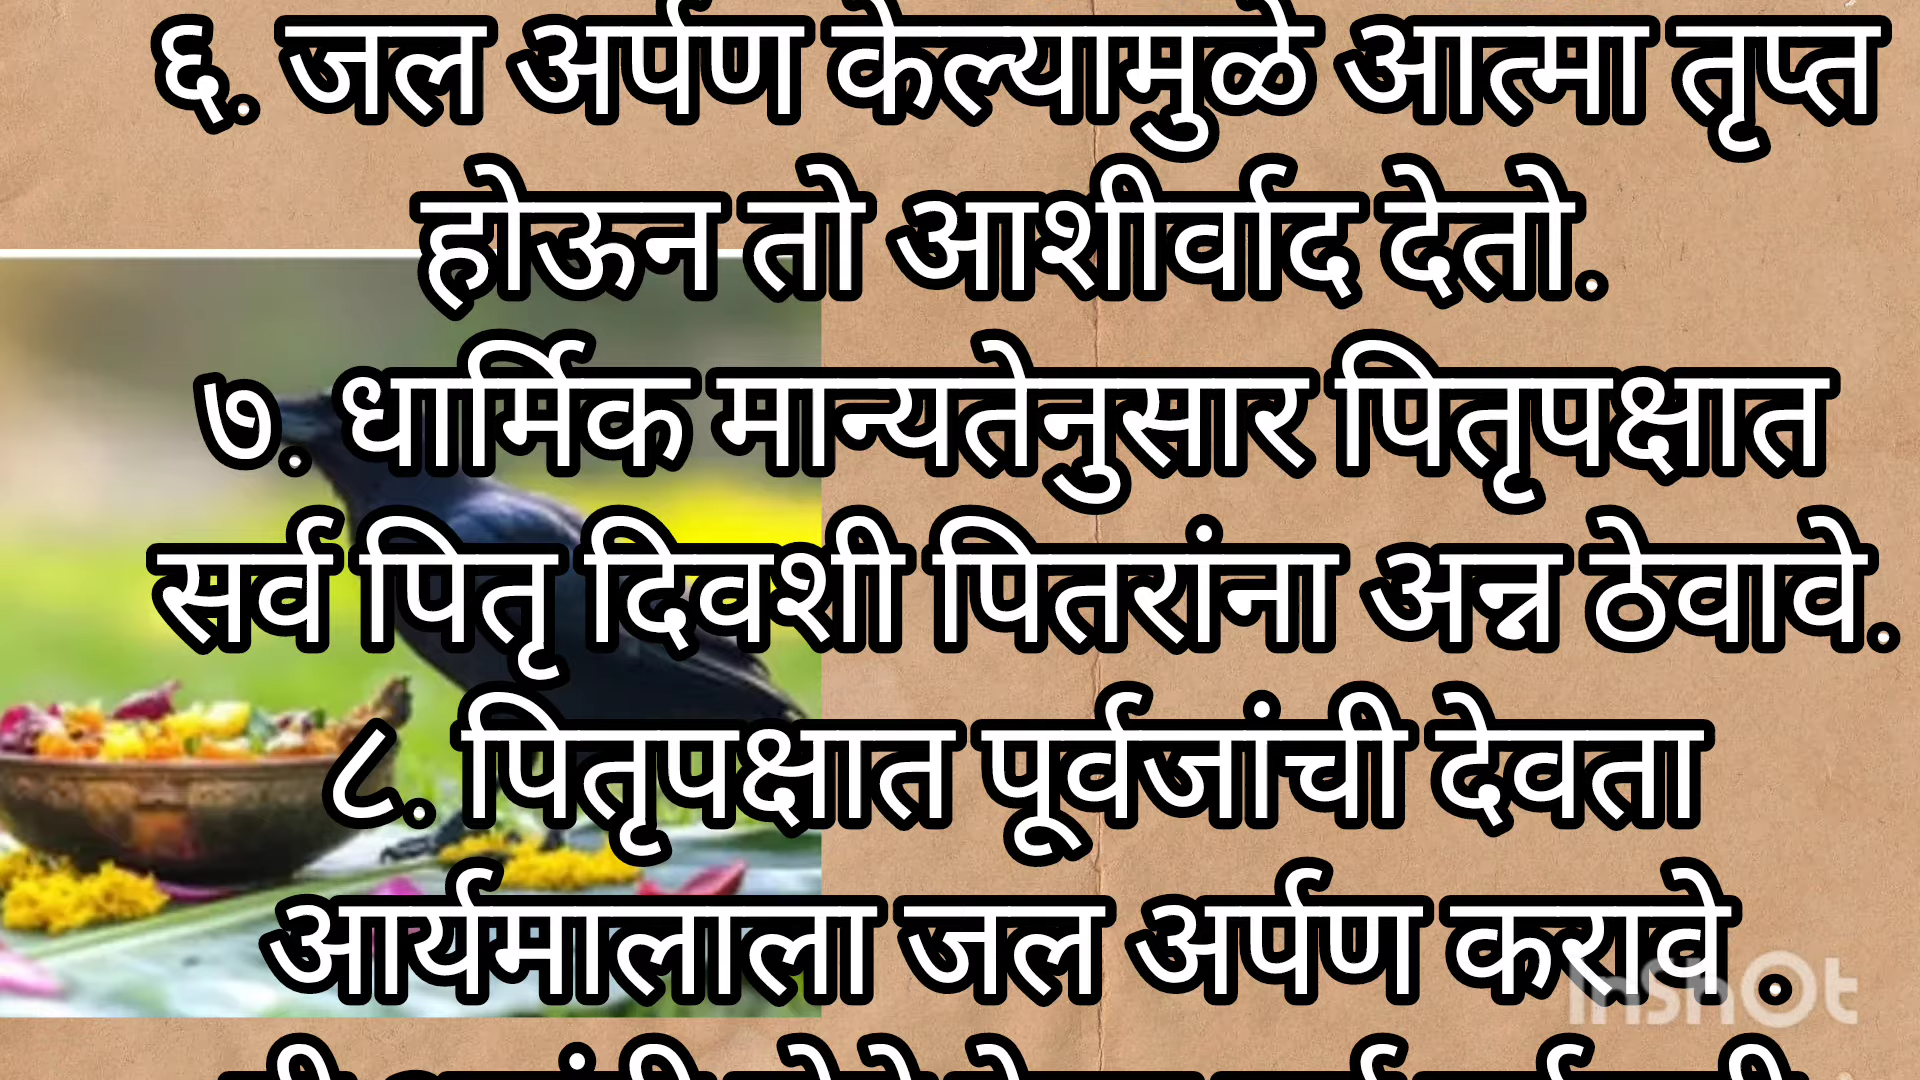 ६. जल अर्पण केल्यामुळे आत्मा तृप्त
होऊन तो आशीर्वाद देतो.
७. धार्मिक मान्यतेनुसार पितृपक्षात
सर्व पितृ दिवशी पितरांना अन्न ठेवावे.
८. पितृपक्षात पूर्वजांची देवता
आर्यमालाला जल अर्पण करावे .
InShOt